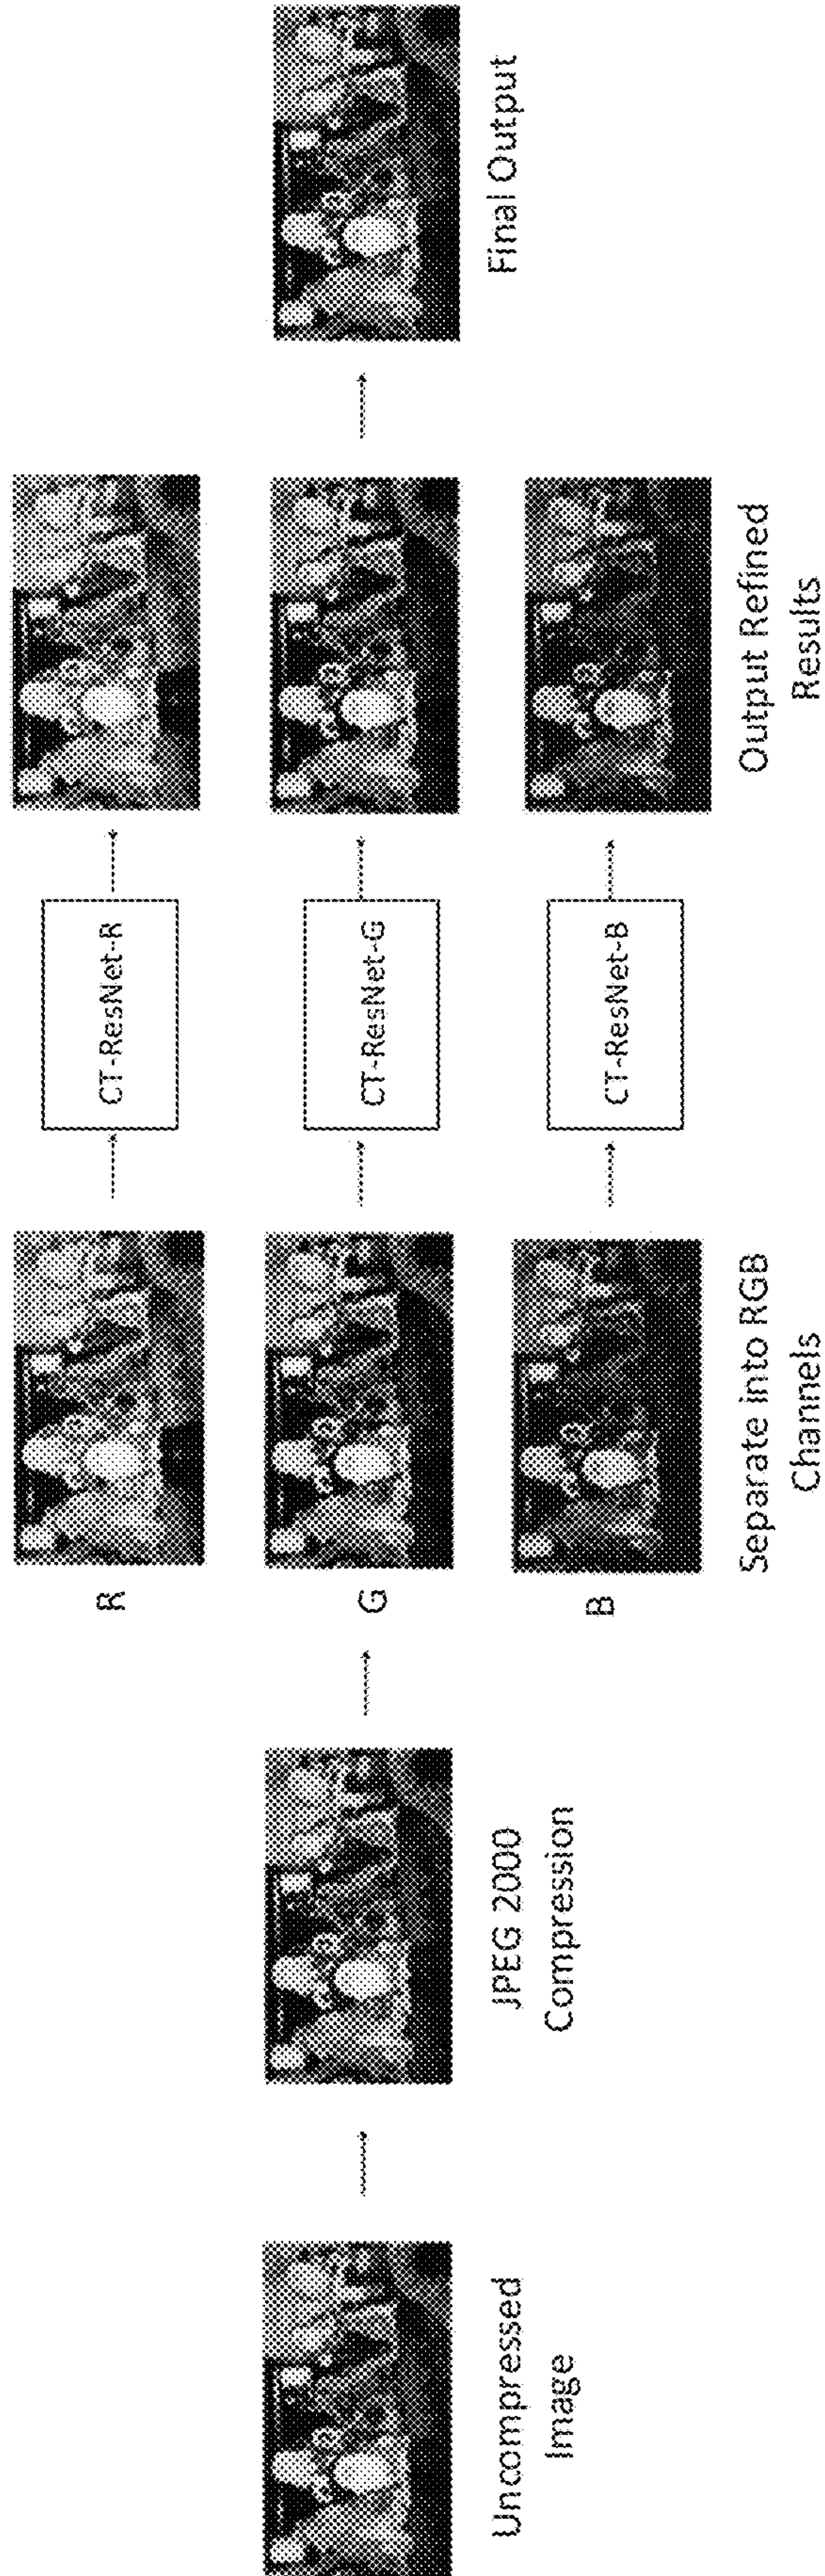 Uncompressed
Image
JPEG 2000
Compression
R
G
B
Separate into RGB
Channels
CT-ResNet-R
CT-ResNet-G
CT-ResNet-B
Output Refined
Results
Final Output